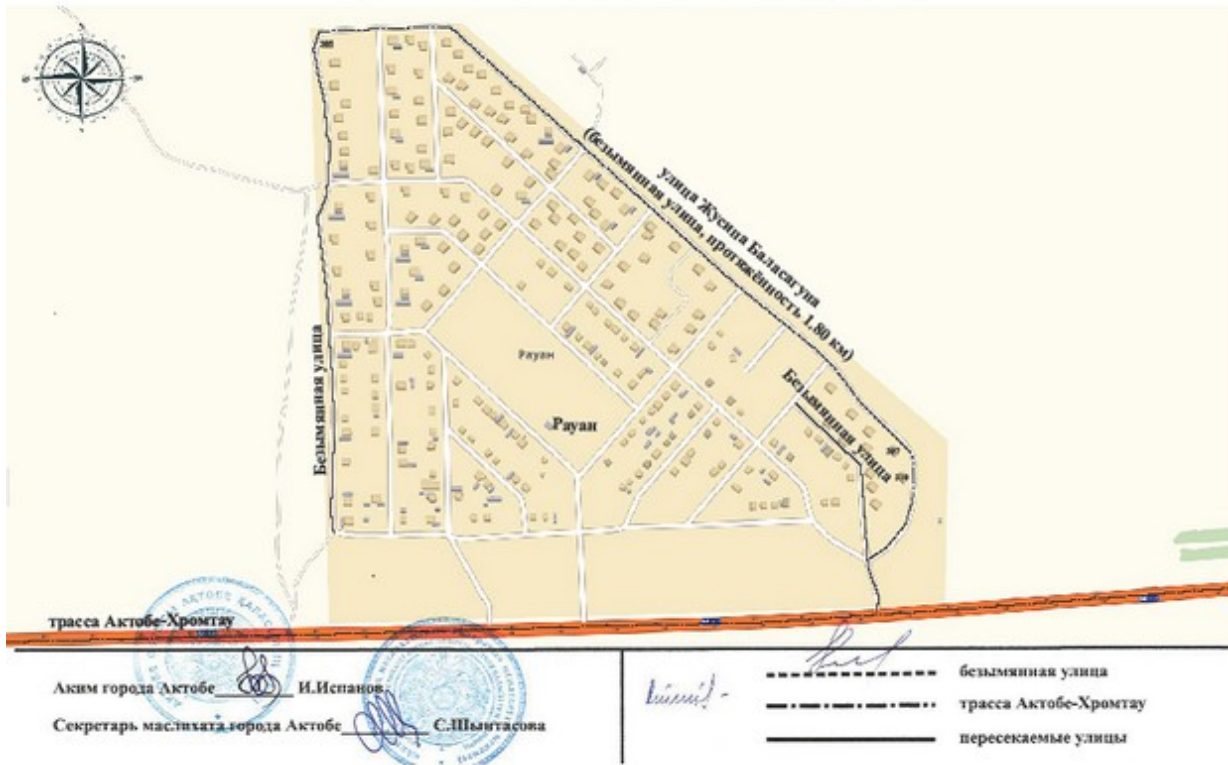 улица Жусипа Баласагуна
(безымянная улица, протяжённость 1.80 км)
Безымянная улица
Рауан
Рауан
Безымянная улица
трасса Актобе-Хромтау
Аким города Актобе И.Испанов
Секретарь маслихата города Актобе С.Шынтасова
безымянная улица
трасса Актобе-Хромтау
пересекаемые улицы